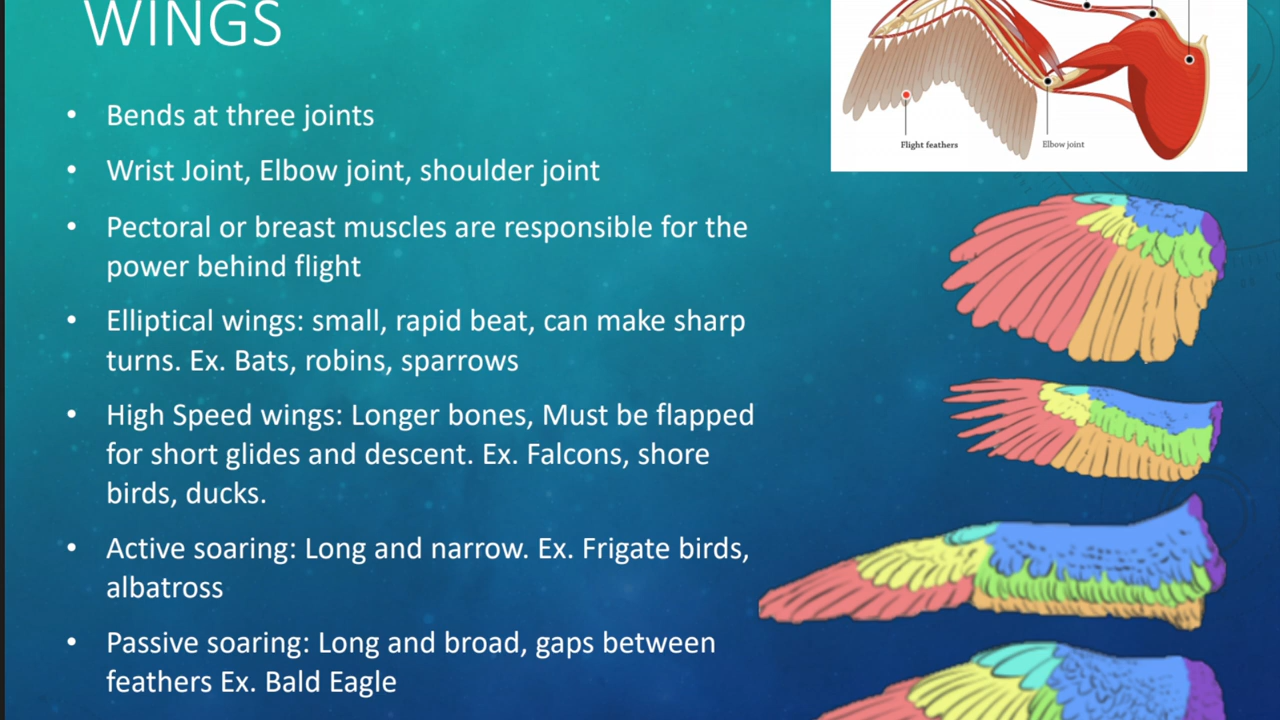 WINGS
• Bends at three joints
• Wrist Joint, Elbow joint, shoulder joint
• Pectoral or breast muscles are responsible for the
power behind flight
• Elliptical wings: small, rapid beat, can make sharp
turns. Ex. Bats, robins, sparrows
• High Speed wings: Longer bones, Must be flapped
for short glides and descent. Ex. Falcons, shore
birds, ducks.
• Active soaring: Long and narrow. Ex. Frigate birds,
albatross
• Passive soaring: Long and broad, gaps between
feathers Ex. Bald Eagle
Flight feathers
Elbow joint